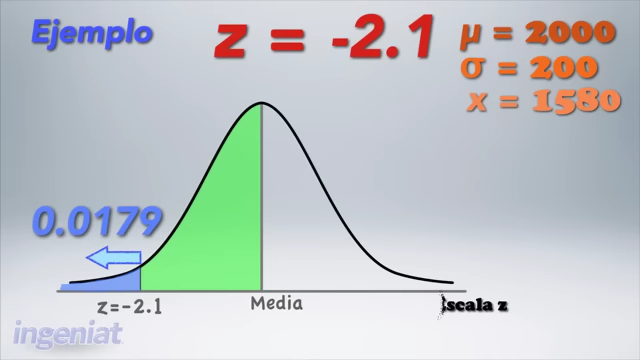 Ejemplo
z = -2.1
μ = 2000
σ = 200
x = 1580
0.0179
z=-2.1
Media
scala z
ingeniat